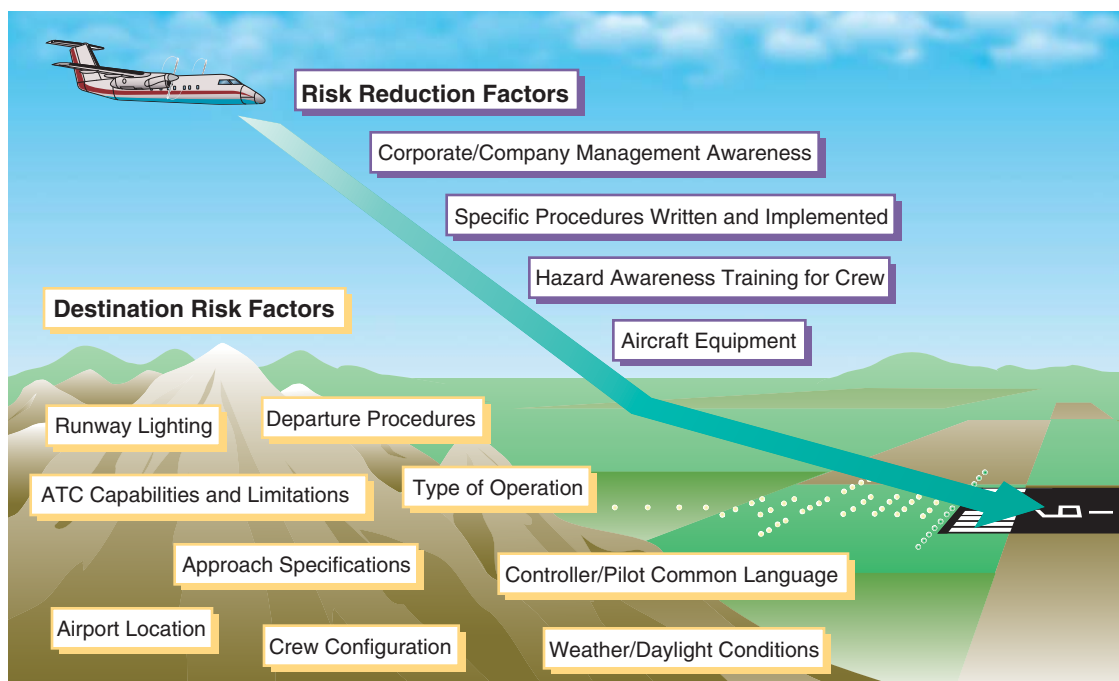 Risk Reduction Factors
Corporate/Company Management Awareness
Specific Procedures Written and Implemented
Hazard Awareness Training for Crew
Aircraft Equipment
Destination Risk Factors
Runway Lighting
Departure Procedures
ATC Capabilities and Limitations
Type of Operation
Approach Specifications
Controller/Pilot Common Language
Airport Location
Crew Configuration
Weather/Daylight Conditions